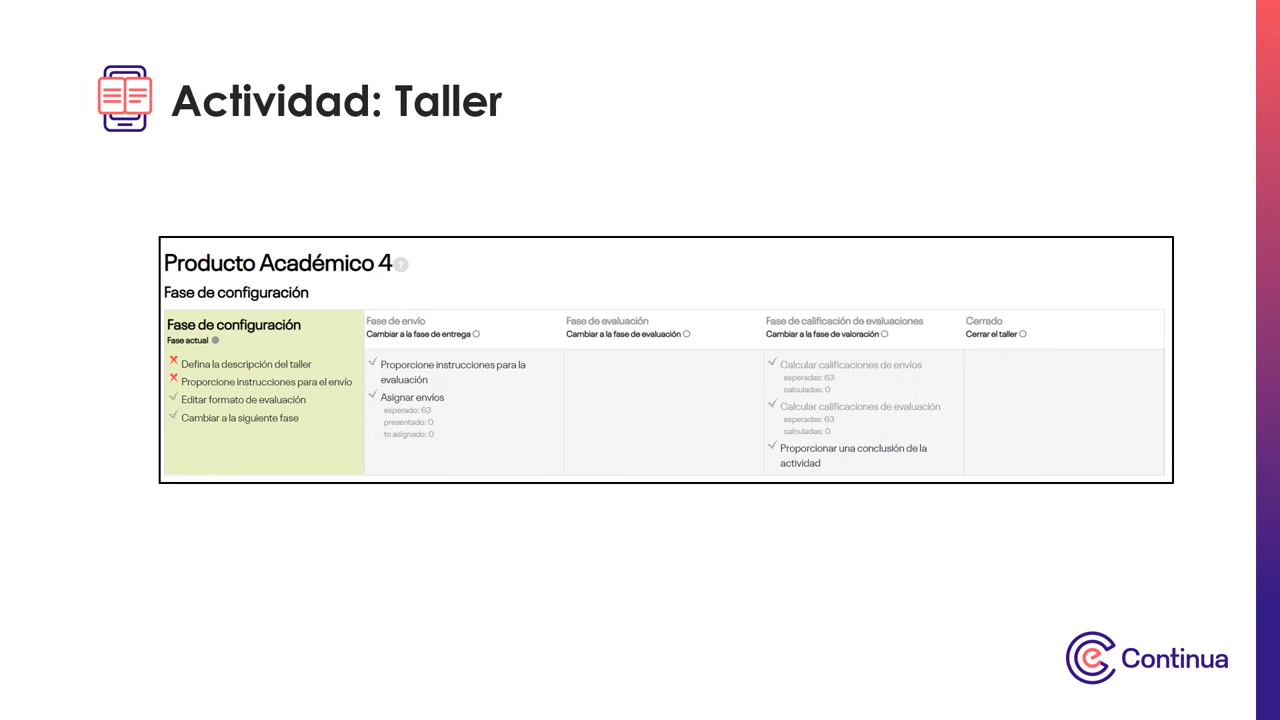 Actividad: Taller
Producto Académico 4 ?
Fase de configuración
Fase de configuración
Fase actual
Defina la descripción del taller
Proporcione instrucciones para el envío
Editar formato de evaluación
Cambiar a la siguiente fase
Fase de envío
Cambiar a la fase de entrega
Proporcione instrucciones para la
evaluación
Asignar envíos
esperado: 63
presentado: 0
to asignado: 0
Fase de evaluación
Cambiar a la fase de evaluación
Fase de calificación de evaluaciones
Cambiar a la fase de valoración
Calcular calificaciones de envíos
esperadas: 63
calculadas: 0
Calcular calificaciones de evaluación
esperadas: 63
calculadas: 0
Proporcionar una conclusión de la
actividad
Cerrado
Cerrar el taller
e Continua